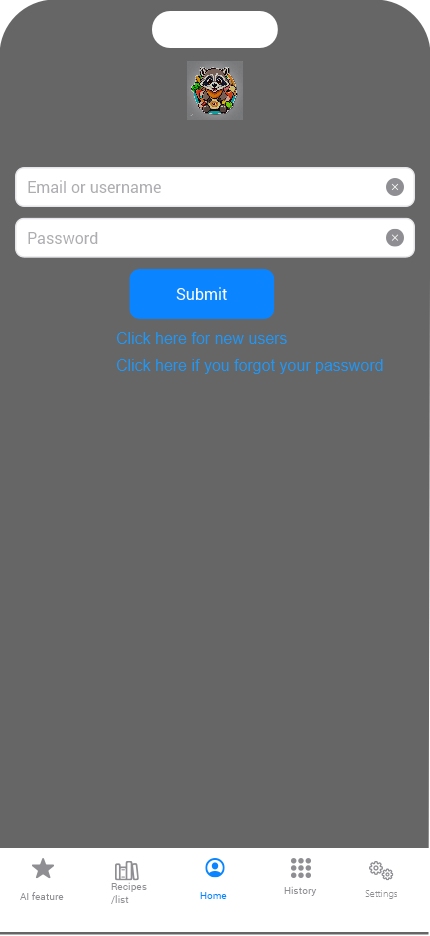 Email or username
Password
Submit
Click here for new users
Click here if you forgot your password
AI feature
Recipes
/list
Home
History
Settings